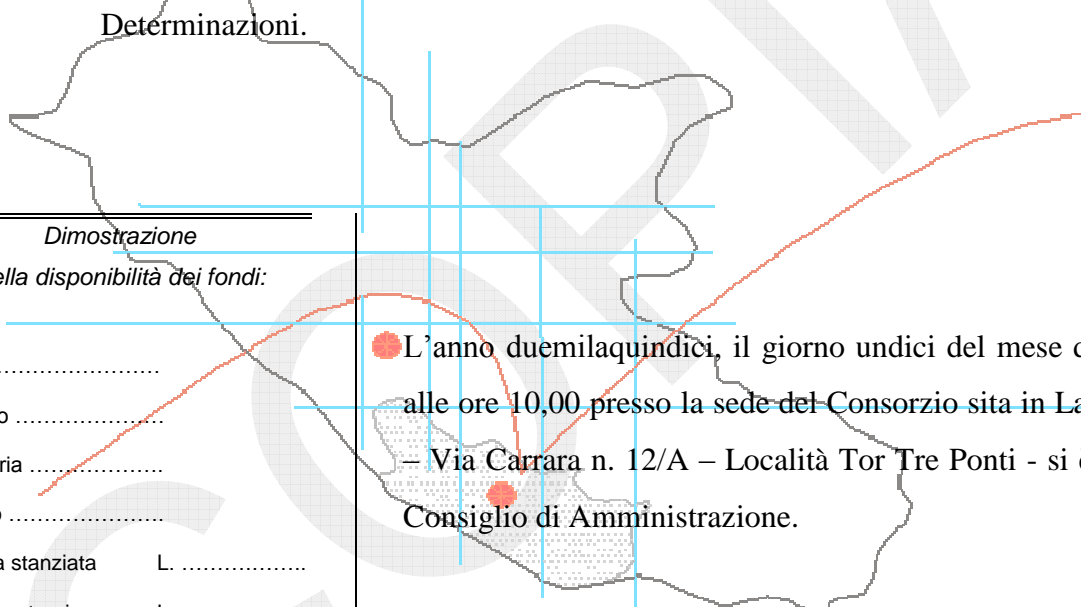 Determinazioni.
Dimostrazione
ella disponibilità dei fondi:
……………………
o ………………….
ria ………………..
o …………………..
a stanziata L. ……………..
L'anno duemilaquindici, il giorno undici del mese d
alle ore 10,00 presso la sede del Consorzio sita in La
– Via Carrara n. 12/A – Località Tor Tre Ponti - si
Consiglio di Amministrazione.
COPIA